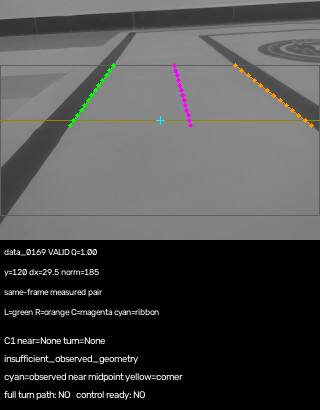 data_0169 VALID Q=1.00
y=120 dx=29.5 norm=185
same-frame measured pair
L=green R=orange C=magenta cyan=ribbon
C1 near=None turn=None
insufficient_observed_geometry
cyan=observed near midpoint yellow=corner
full turn path: NO control ready: NO